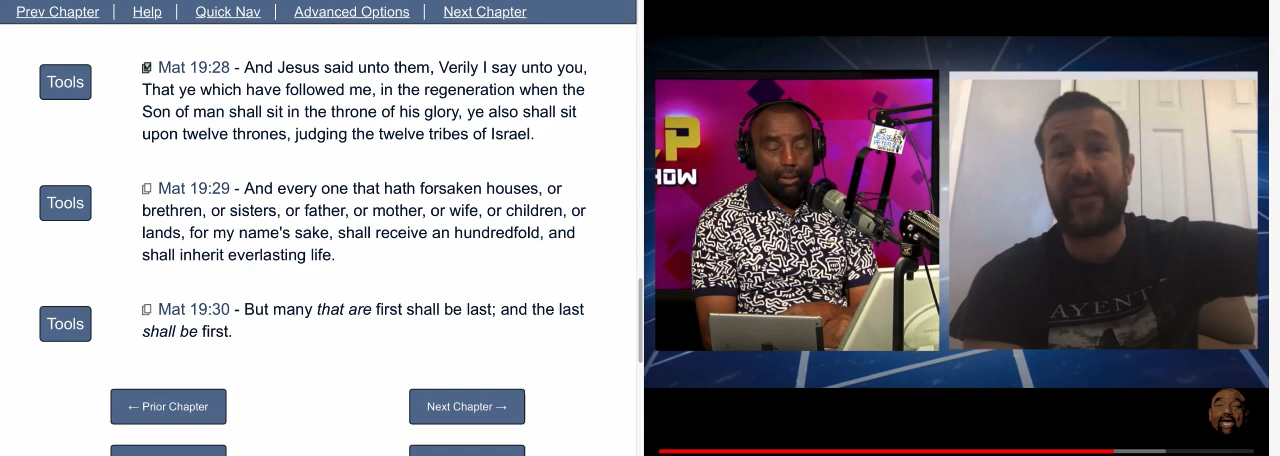 Prev Chapter | Help | Quick Nav | Advanced Options | Next Chapter
Tools
Mat 19:28 - And Jesus said unto them, Verily I say unto you,
That ye which have followed me, in the regeneration when the
Son of man shall sit in the throne of his glory, ye also shall sit
upon twelve thrones, judging the twelve tribes of Israel.
Tools
Mat 19:29 - And every one that hath forsaken houses, or
brethren, or sisters, or father, or mother, or wife, or children, or
lands, for my name's sake, shall receive an hundredfold, and
shall inherit everlasting life.
Tools
Mat 19:30 - But many that are first shall be last; and the last
shall be first.
← Prior Chapter
Next Chapter →
P
HOW
JESSE
PETER
AYENT